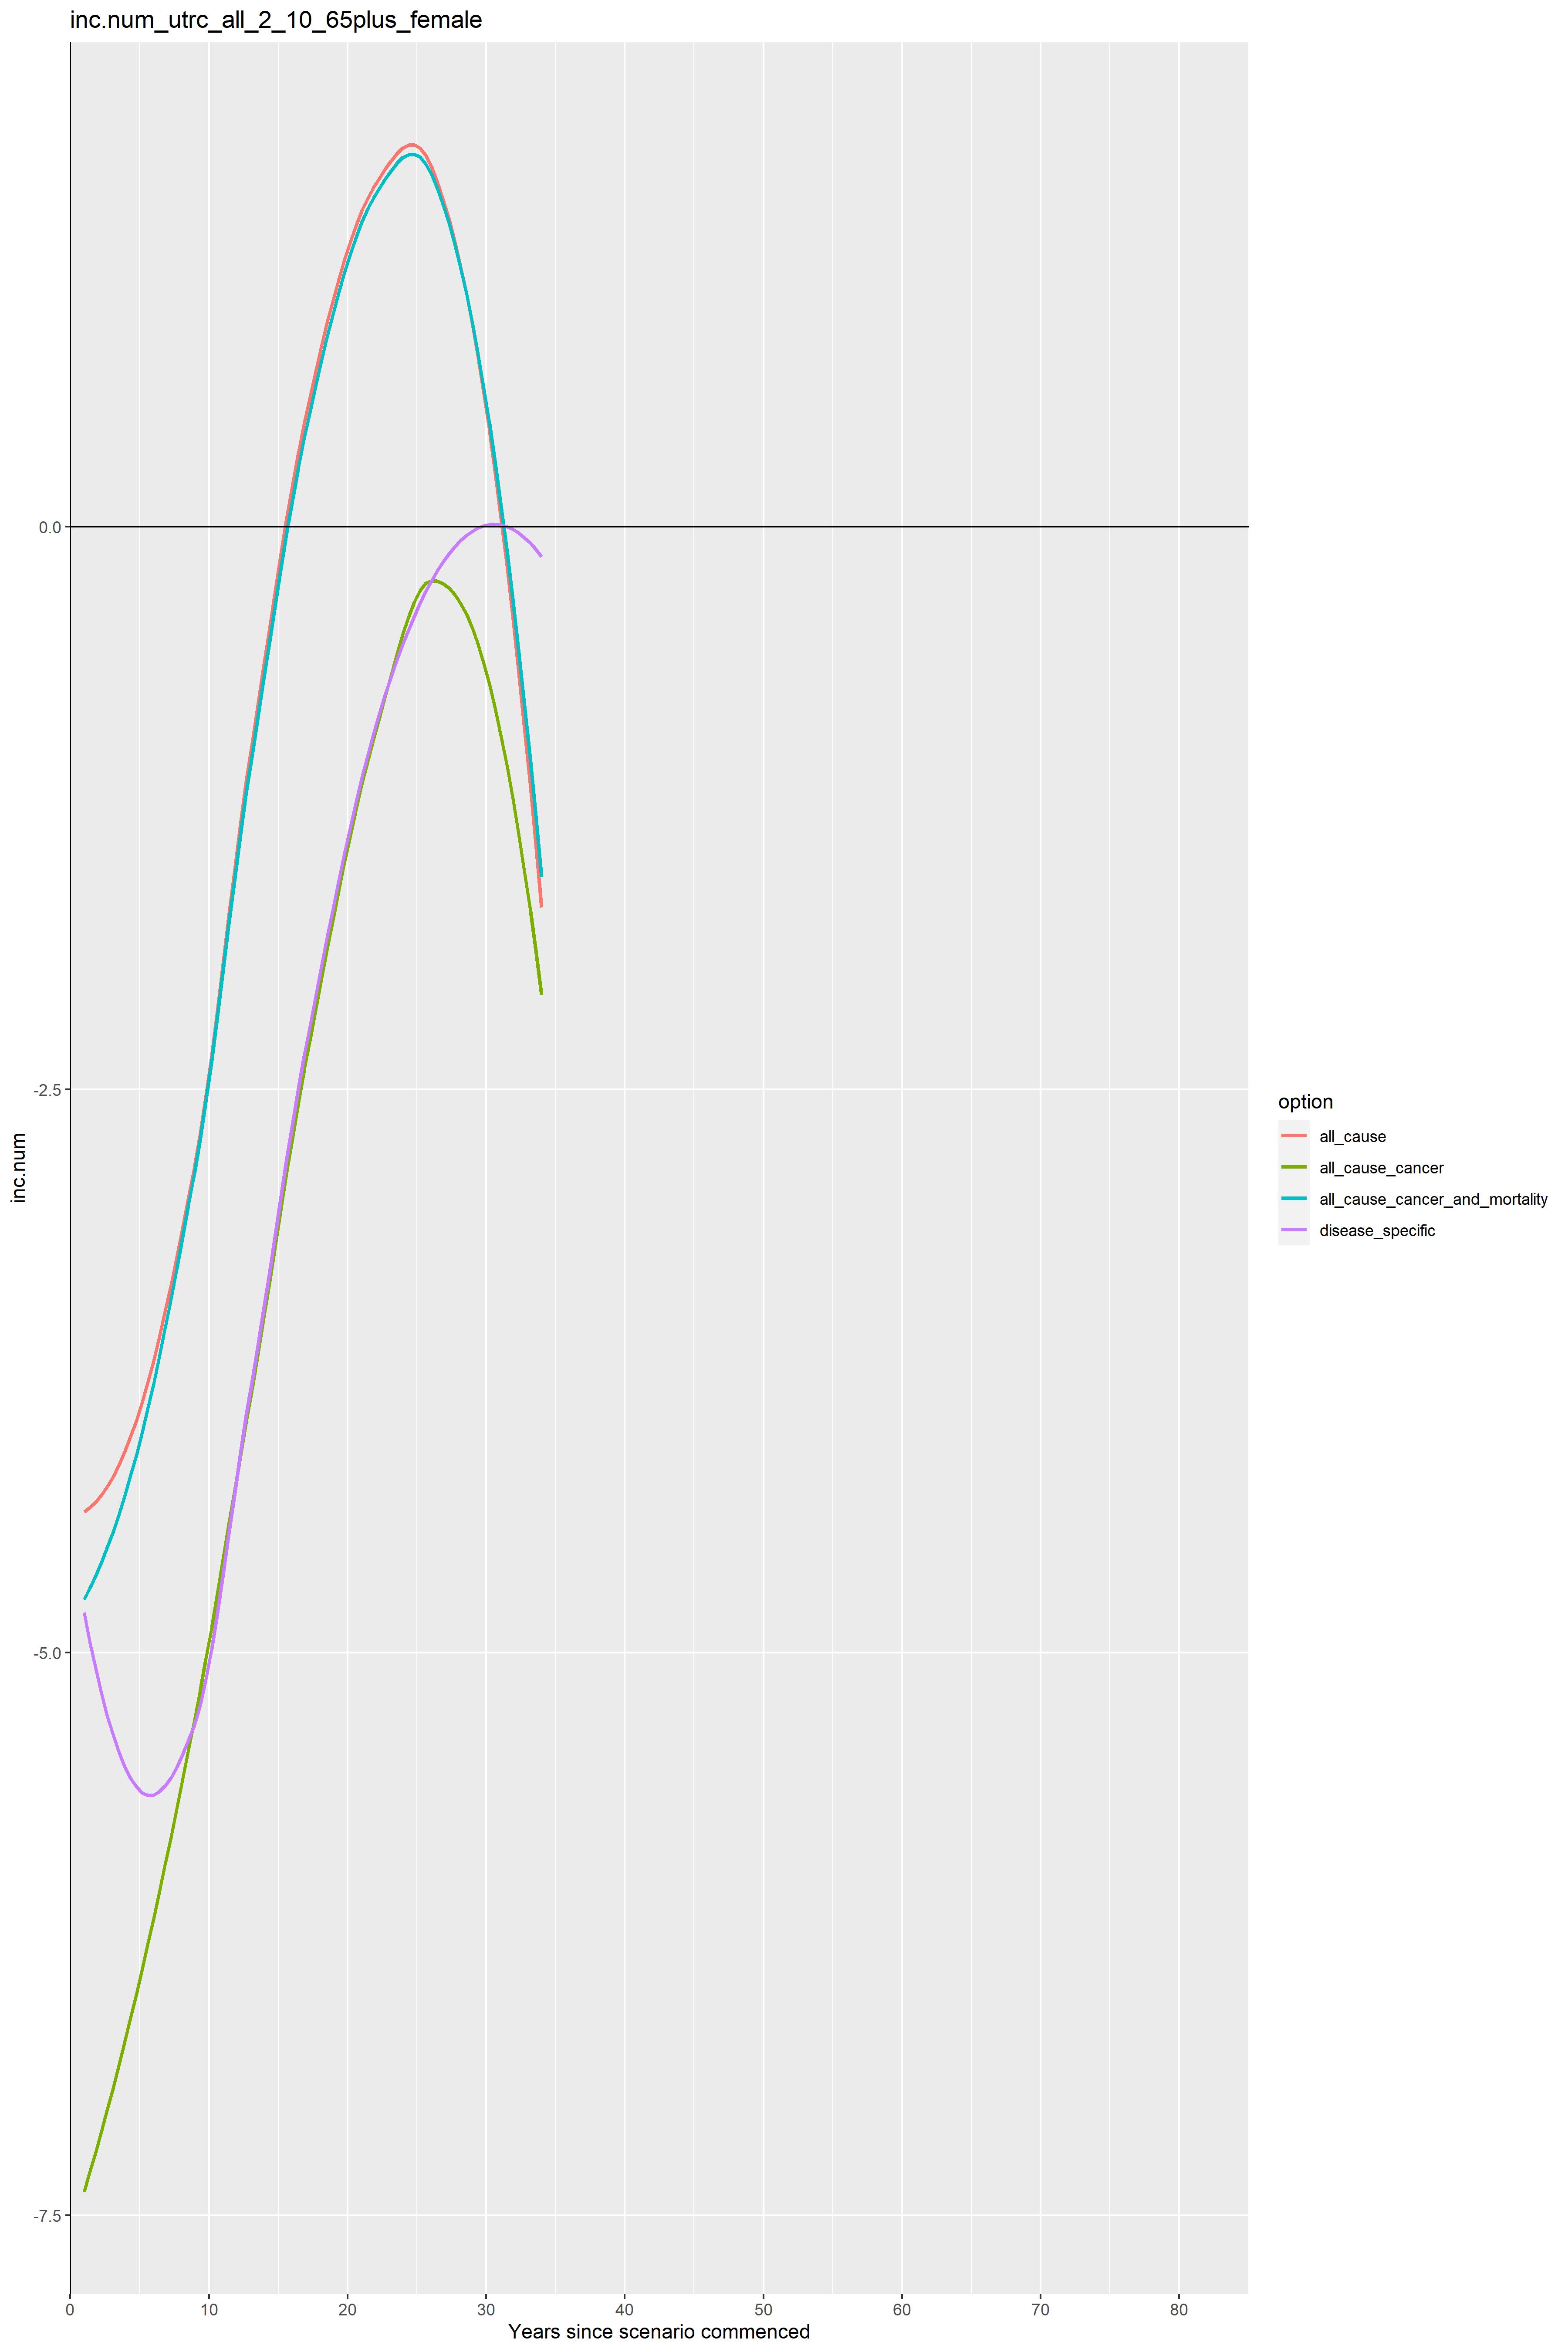 inc.num_utrc_all_2_10_65plus_female
0.0
-2.5
-5.0
-7.5
inc.num
0 10 20 30 40 50 60 70 80
Years since scenario commenced
option
all_cause
all_cause_cancer
all_cause_cancer_and_mortality
disease_specific